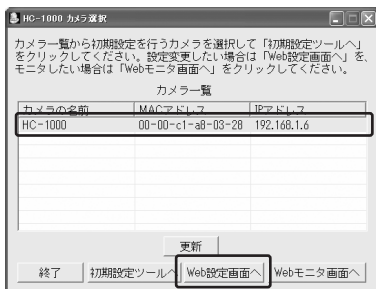 HC-1000 カメラ選択
カメラ一覧から初期設定を行うカメラを選択して「初期設定ツールへ」
をクリックしてください。設定変更したい場合は「Web設定画面へ」を、
モニタしたい場合は「Webモニタ画面へ」をクリックしてください。
カメラ一覧
カメラの名前 MACアドレス IPアドレス
HC-1000 00-00-c1-a8-03-28 192.168.1.6
更新
終了 初期設定ツールへ Web設定画面へ Webモニタ画面へ